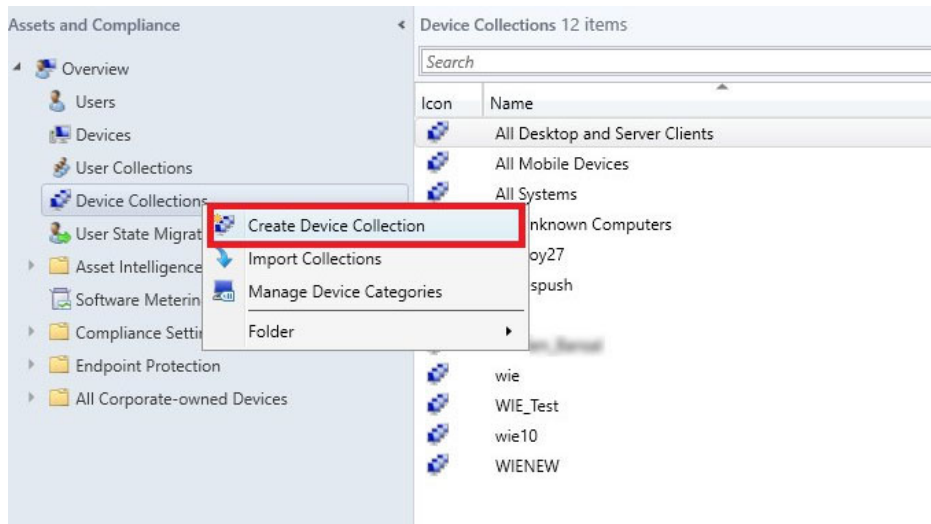 Assets and Compliance
Overview
Users
Devices
User Collections
Device Collections
User State Migrat
Asset Intelligence
Software Meterin
Compliance Setti
Endpoint Protection
All Corporate-owned Devices
Create Device Collection
Import Collections
Manage Device Categories
Folder
Device Collections 12 items
Search
Icon Name
All Desktop and Server Clients
All Mobile Devices
All Systems
nknown Computers
oy27
spush
wie
WIE_Test
wie10
WIENEW